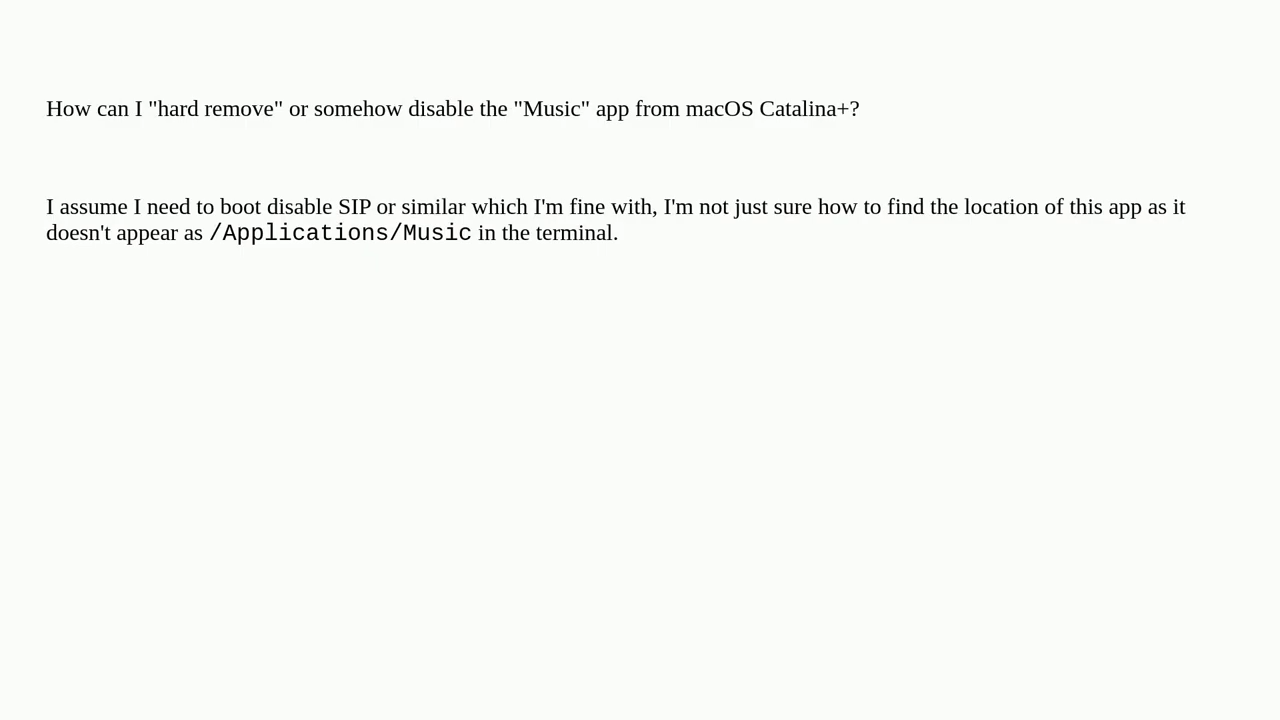 How can I "hard remove" or somehow disable the "Music" app from macOS Catalina+?
I assume I need to boot disable SIP or similar which I'm fine with, I'm not just sure how to find the location of this app as it
doesn't appear as /Applications/Music in the terminal.